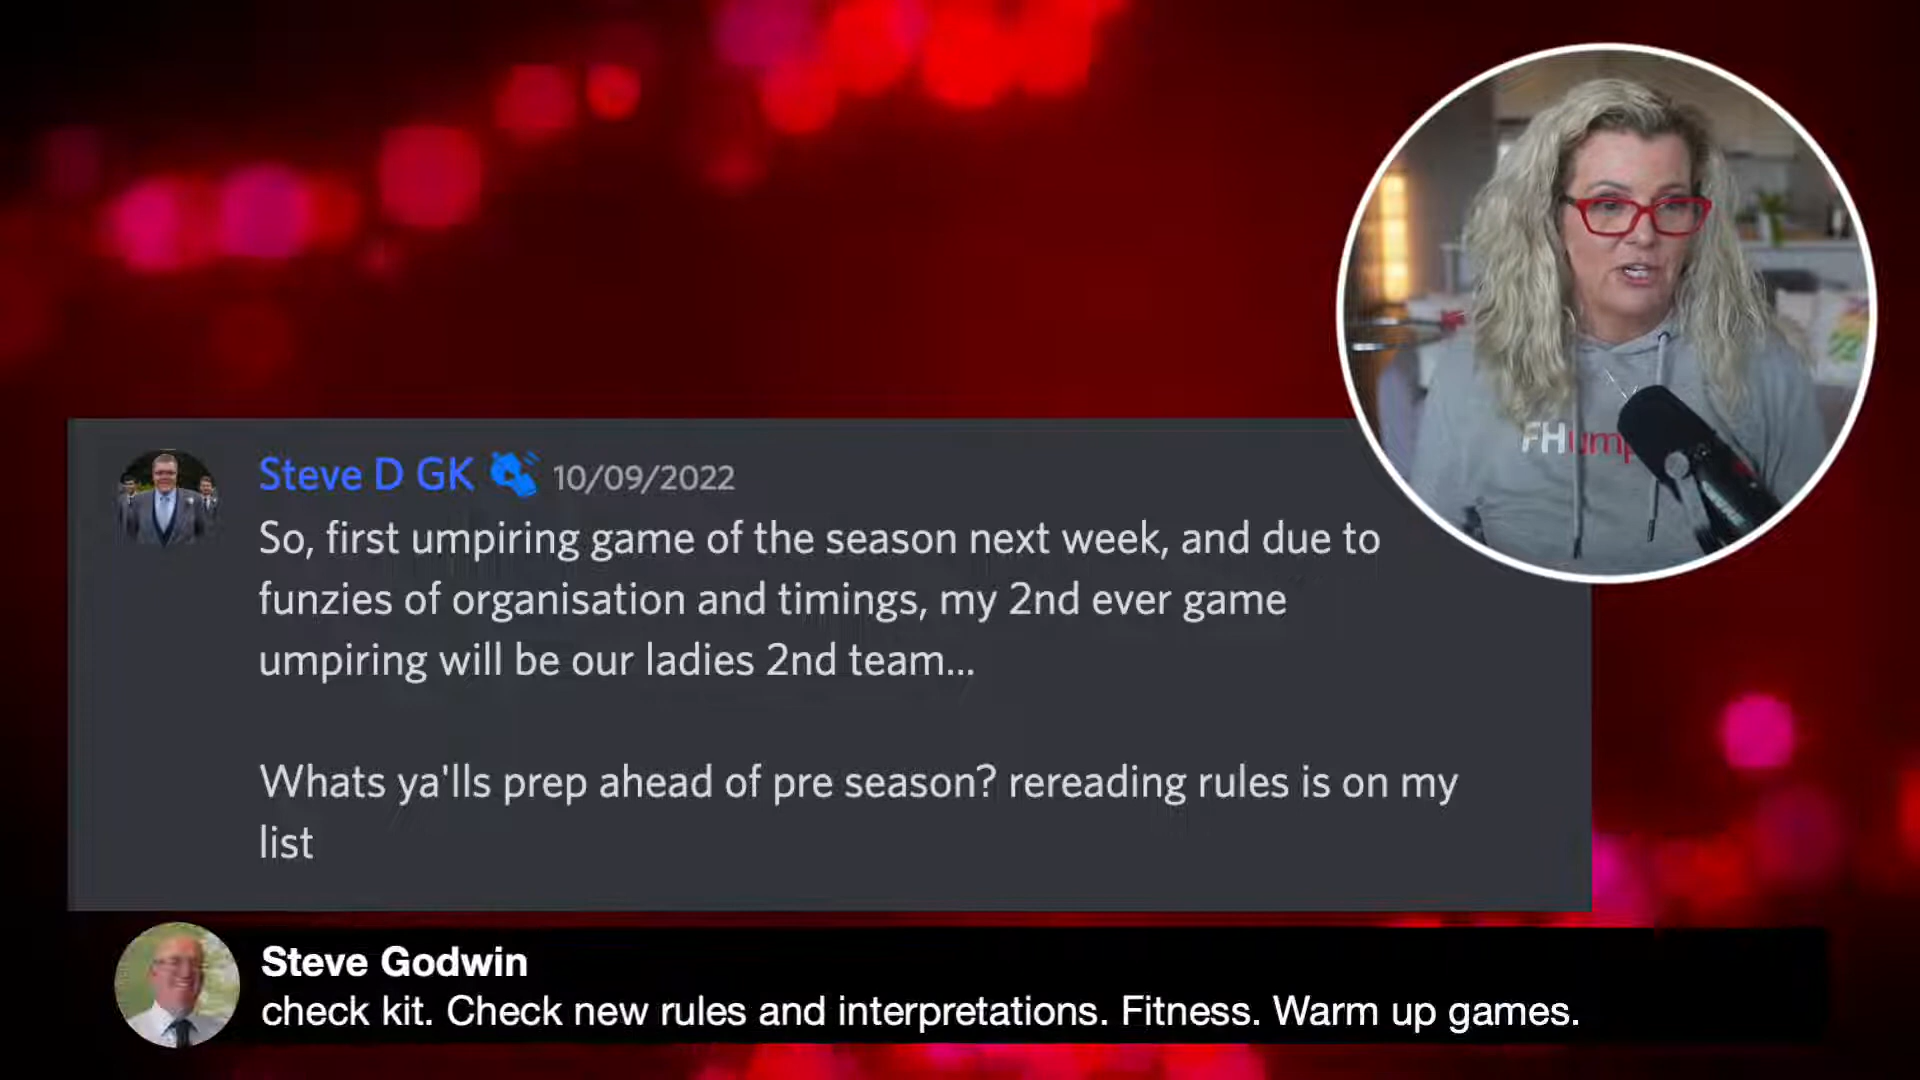 FHump
Steve D GK 10/09/2022
So, first umpiring game of the season next week, and due to
funzies of organisation and timings, my 2nd ever game
umpiring will be our ladies 2nd team...
Whats ya'lls prep ahead of pre season? rereading rules is on my
list
Steve Godwin
check kit. Check new rules and interpretations. Fitness. Warm up games.